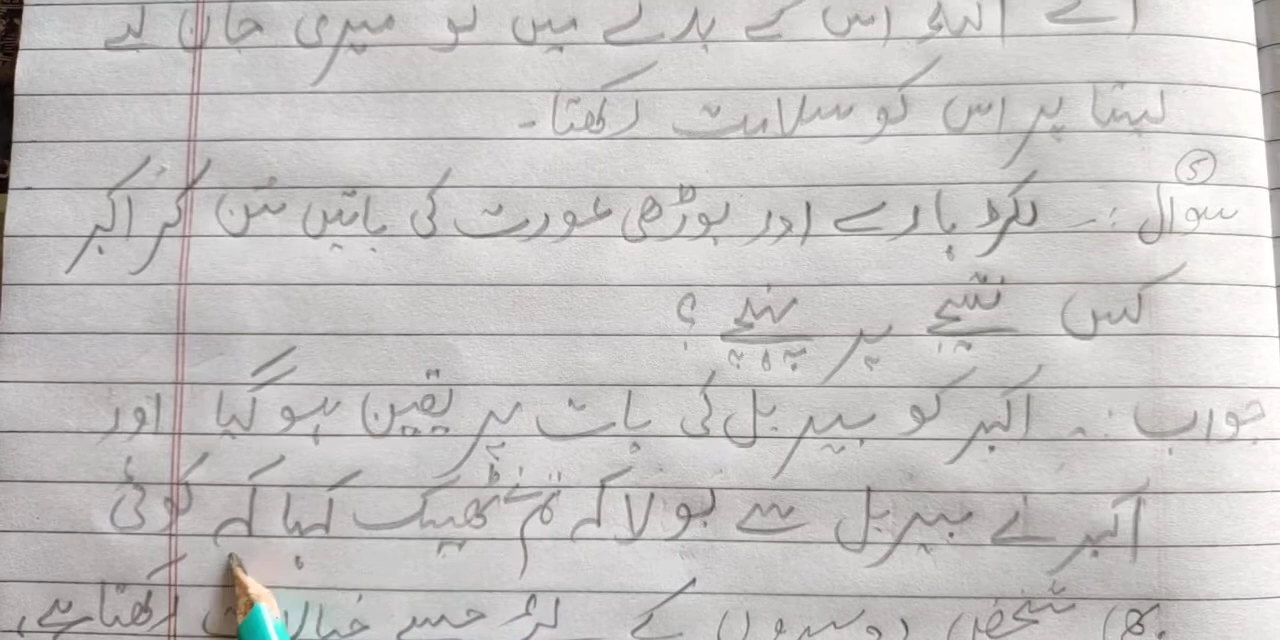 اے اللہ اس کے بدلے میں تو میری جان لے
لیتا پر اس کو سلامت رکھتا۔
۵
سوال :۔ لکڑہارے اور بوڑھی عورت کی باتیں سُن کر اکبر
کس نتیجے پر پہنچے ؟
جواب :۔ اکبر کو بیربل کی بات پر یقین ہو گیا اور
اکبر نے بیربل سے بولا کہ تم نے ٹھیک کہا کہ کوئی
شخص دوسروں کے لئے جیسے خیالات رکھتا ہے،